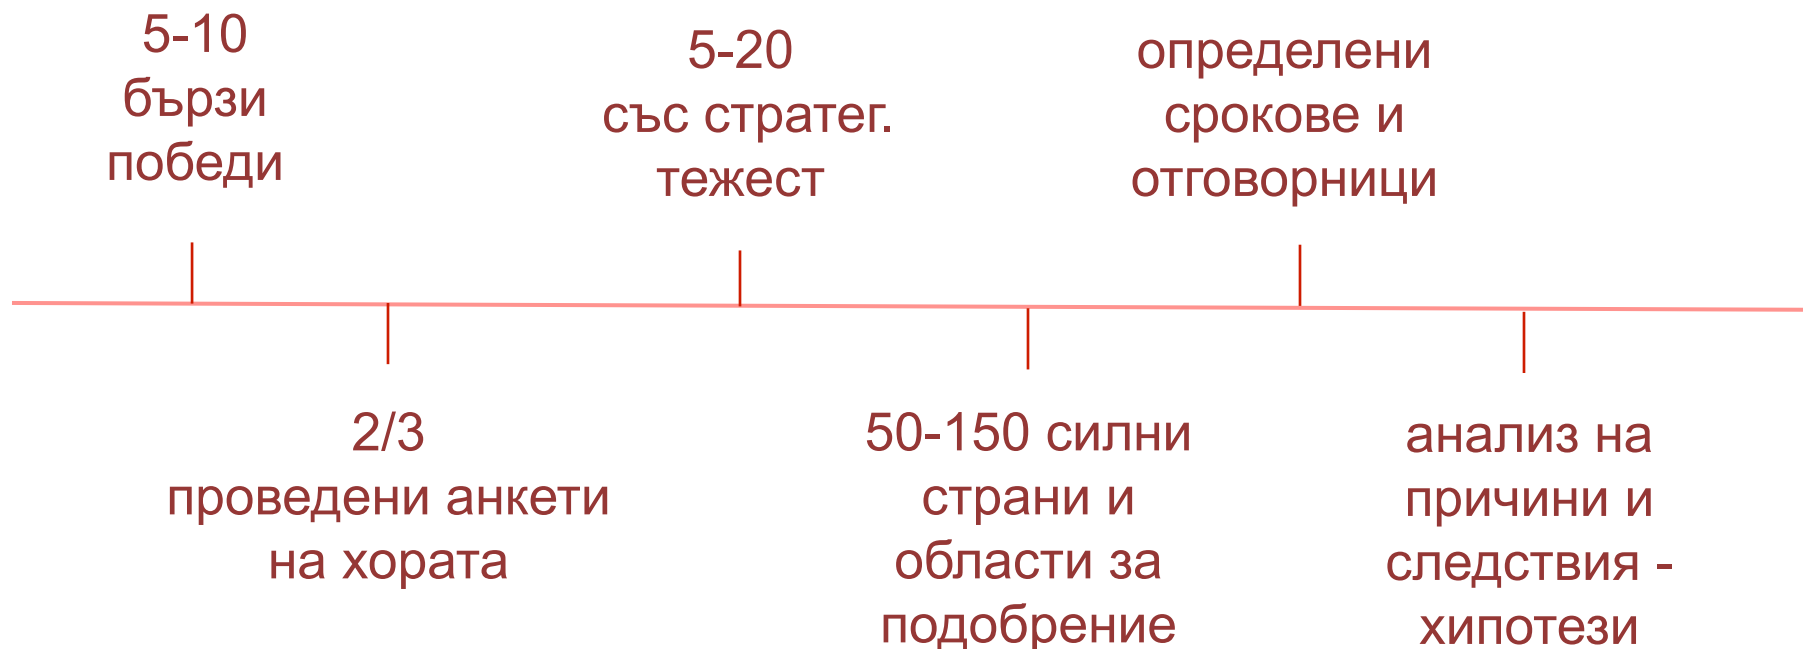 5-10
бързи
победи
5-20
със стратег.
тежест
определени
срокове и
отговорници
2/3
проведени анкети
на хората
50-150 силни
страни и
области за
подобрение
анализ на
причини и
следствия -
хипотези